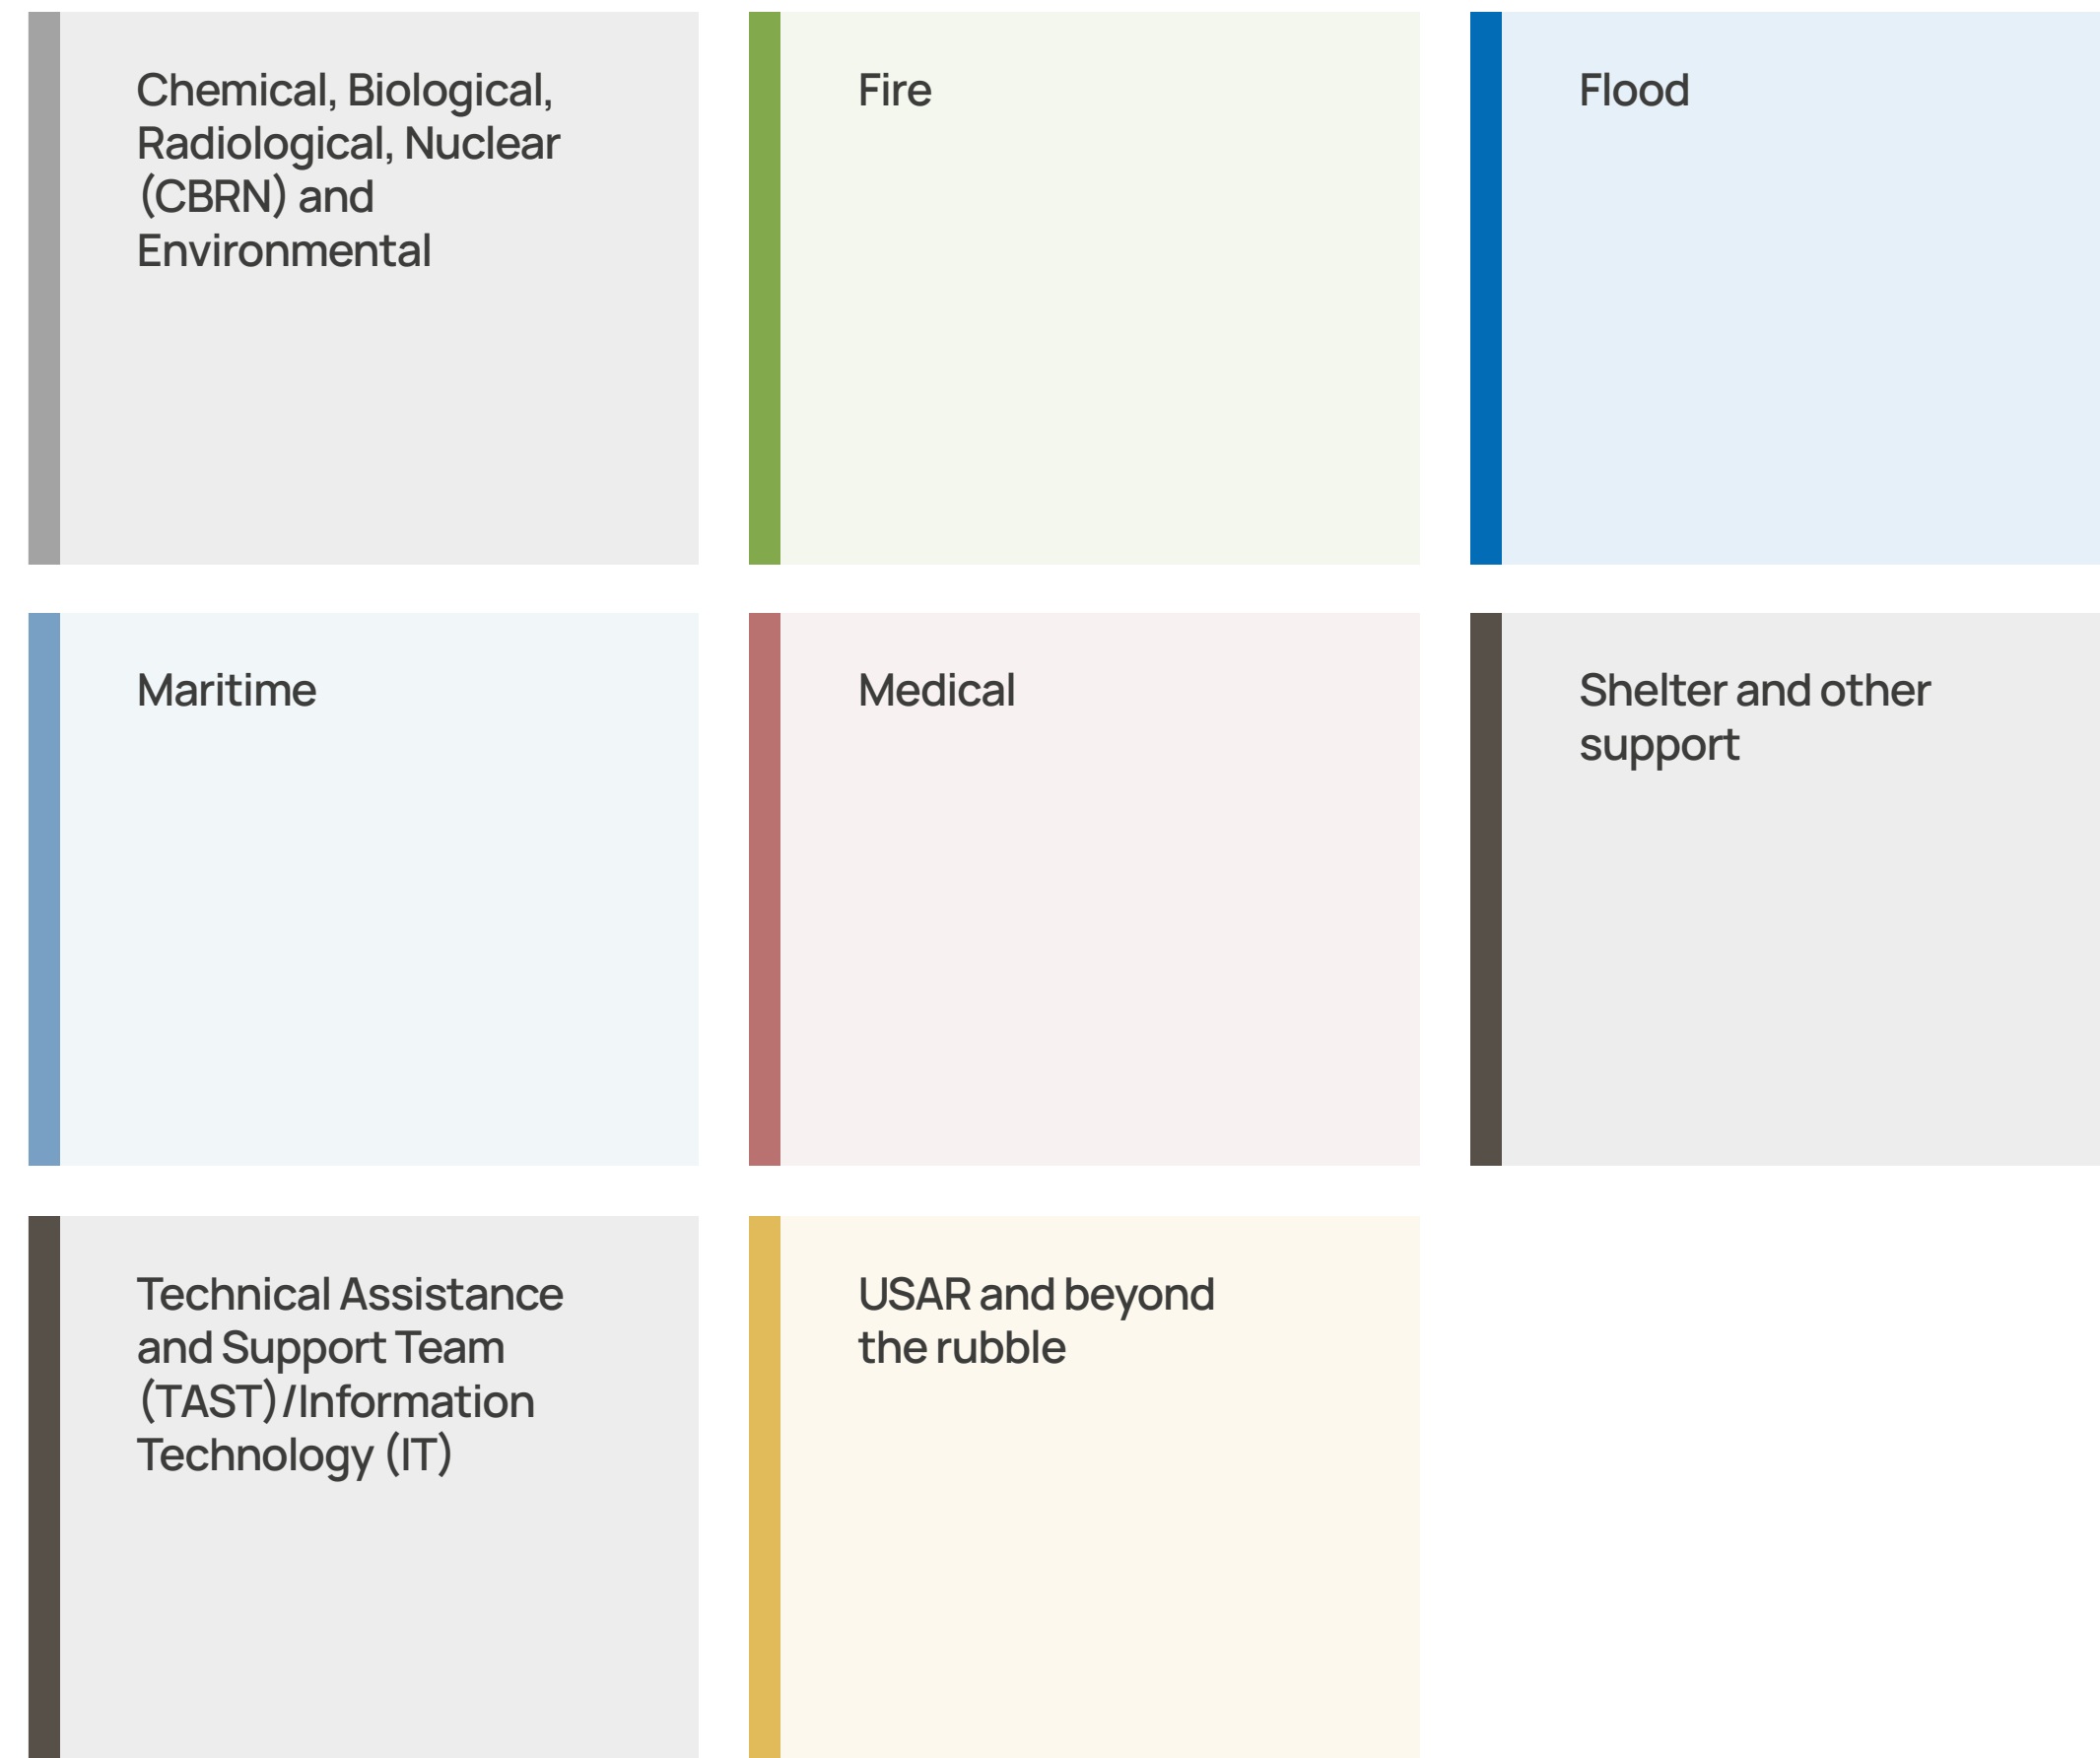 Chemical, Biological,
Radiological, Nuclear
(CBRN) and
Environmental
Fire
Flood
Maritime
Medical
Shelter and other
support
Technical Assistance
and Support Team
(TAST)/Information
Technology (IT)
USAR and beyond
the rubble